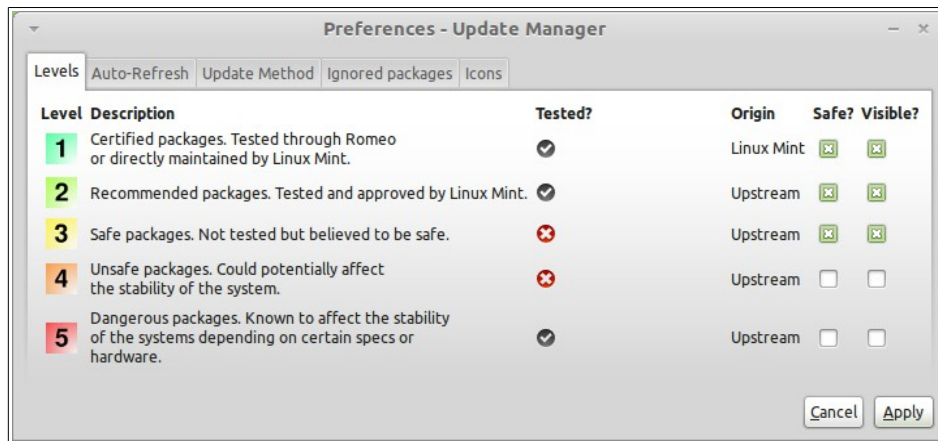 Preferences - Update Manager
Levels Auto-Refresh Update Method Ignored packages Icons
Level Description Tested? Origin Safe? Visible?
1 Certified packages. Tested through Romeo
or directly maintained by Linux Mint. Linux Mint
2 Recommended packages. Tested and approved by Linux Mint. Upstream
3 Safe packages. Not tested but believed to be safe. Upstream
4 Unsafe packages. Could potentially affect
the stability of the system. Upstream
5 Dangerous packages. Known to affect the stability
of the systems depending on certain specs or
hardware. Upstream
Cancel Apply